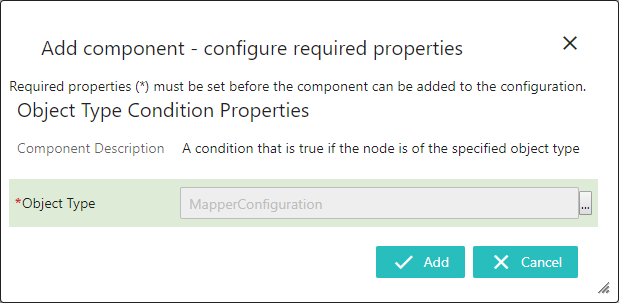 Add component - configure required properties
Required properties (*) must be set before the component can be added to the configuration.
Object Type Condition Properties
Component Description A condition that is true if the node is of the specified object type
*Object Type MapperConfiguration ...
Add Cancel